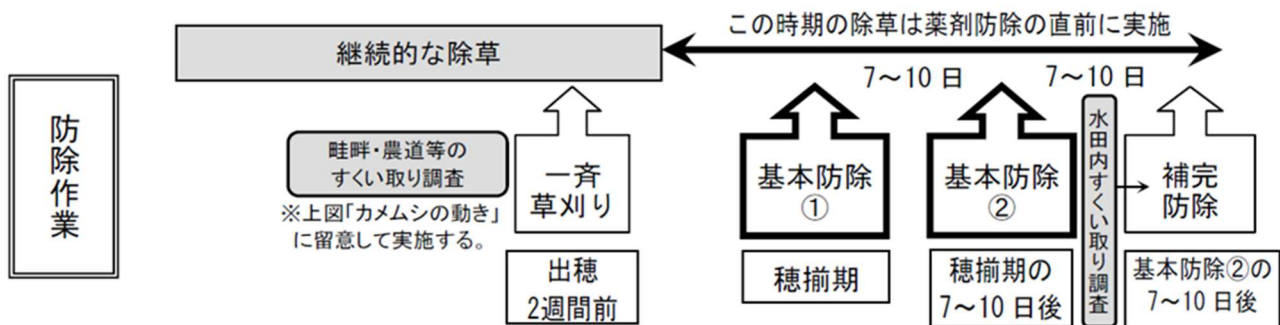 この時期の除草は薬剤防除の直前に実施
継続的な除草
7～10 日
7～10 日
防除作業
畦畔・農道等の
すくい取り調査
※上図「カメムシの動き」
に留意して実施する。
一斉
草刈り
出穂
2週間前
基本防除
①
穂揃期
基本防除
②
穂揃期の
7～10 日後
水田内すくい取り調査
補完
防除
基本防除②の
7～10 日後